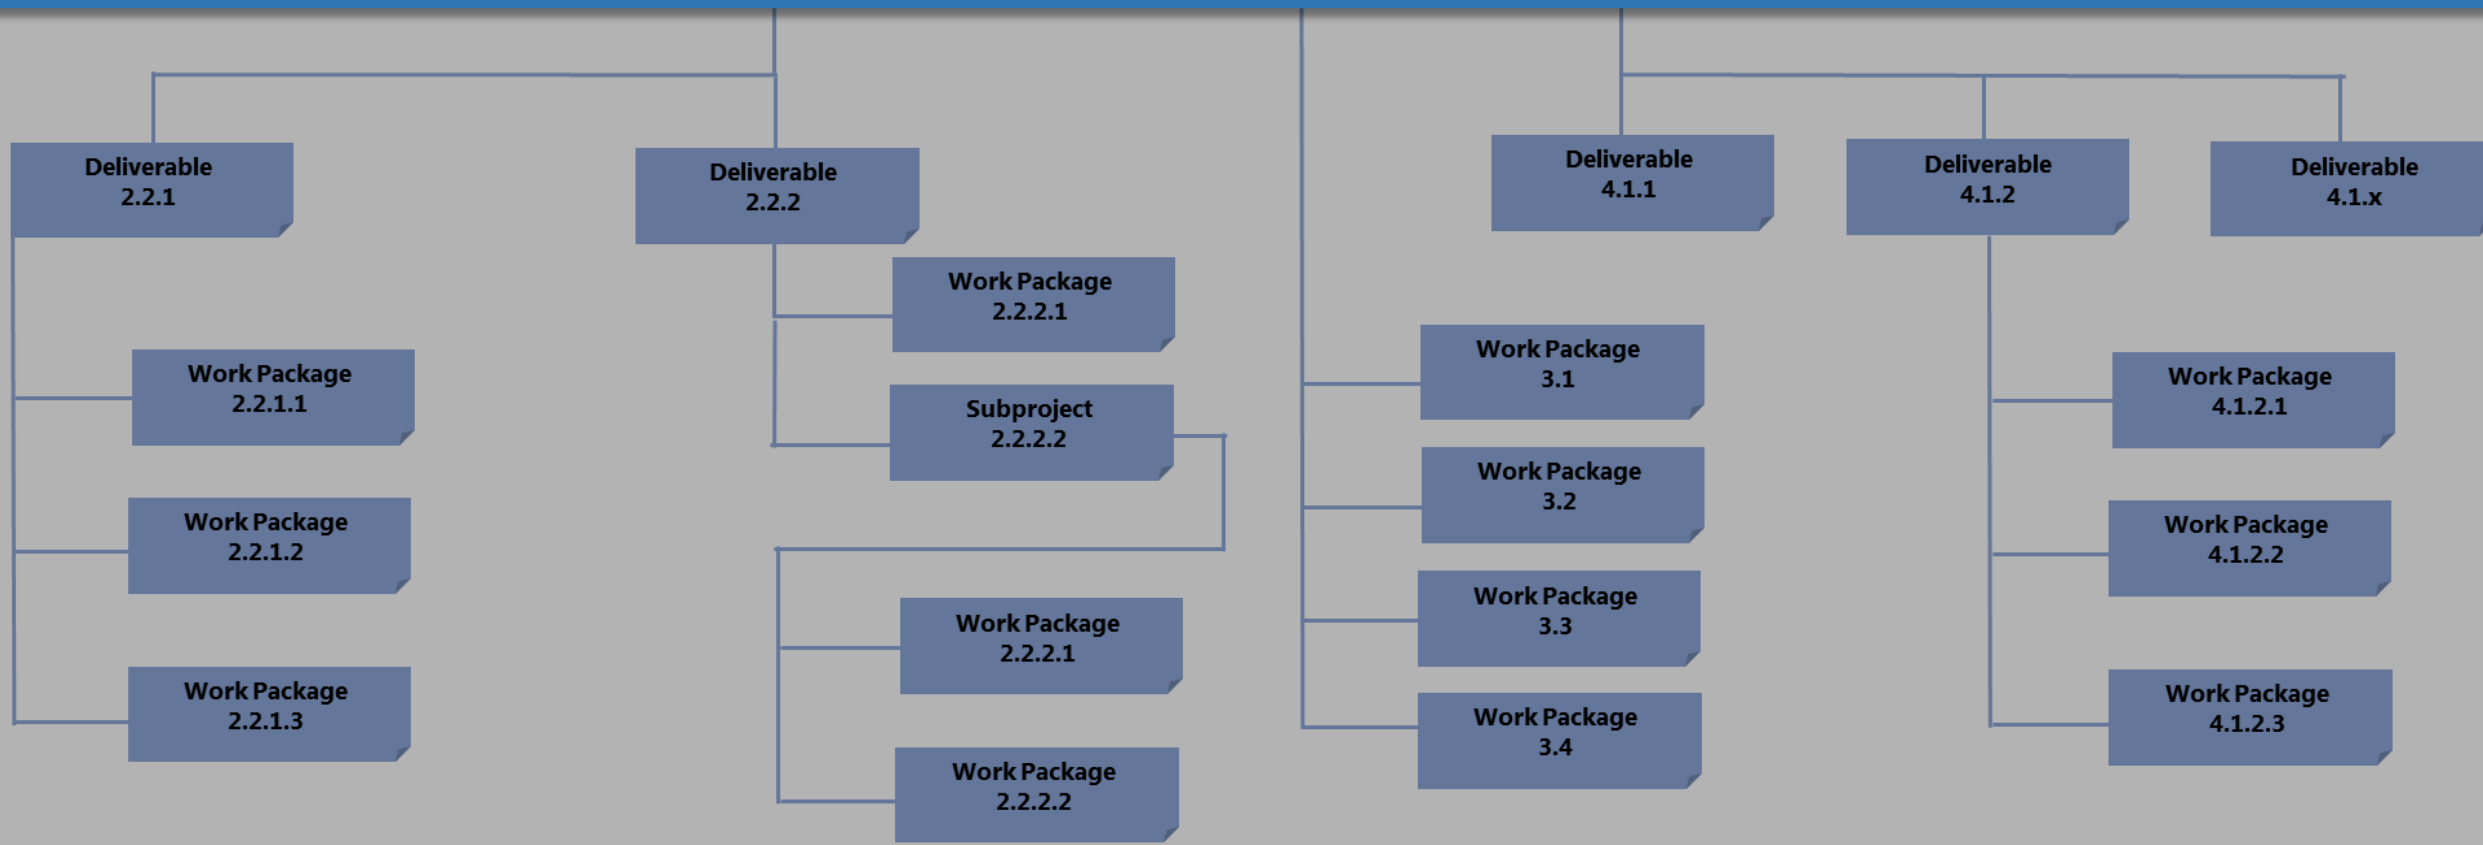 Deliverable
2.2.1
Deliverable
2.2.2
Deliverable
4.1.1
Deliverable
4.1.2
Deliverable
4.1.x
Work Package
2.2.1.1
Work Package
2.2.1.2
Work Package
2.2.1.3
Work Package
2.2.2.1
Subproject
2.2.2.2
Work Package
2.2.2.1
Work Package
2.2.2.2
Work Package
3.1
Work Package
3.2
Work Package
3.3
Work Package
3.4
Work Package
4.1.2.1
Work Package
4.1.2.2
Work Package
4.1.2.3